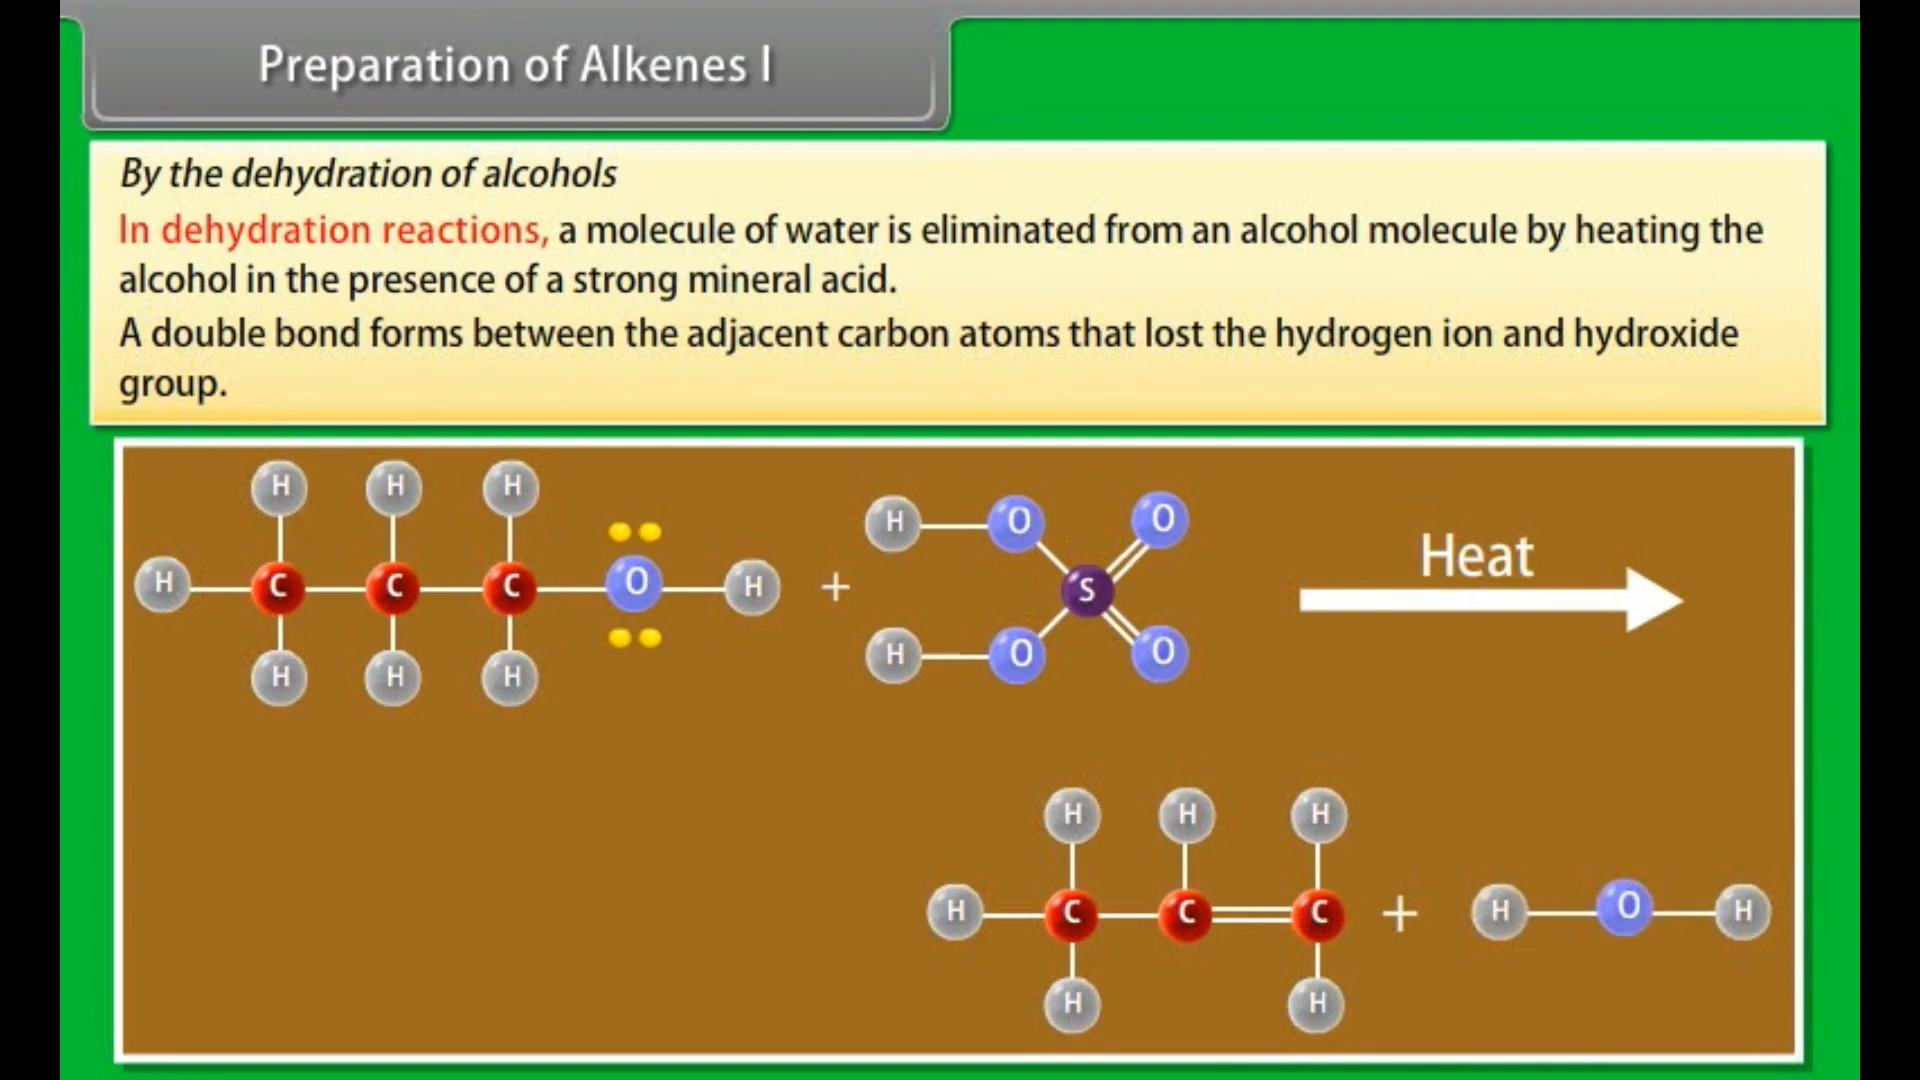 Preparation of Alkenes I
By the dehydration of alcohols
In dehydration reactions, a molecule of water is eliminated from an alcohol molecule by heating the
alcohol in the presence of a strong mineral acid.
A double bond forms between the adjacent carbon atoms that lost the hydrogen ion and hydroxide
group.
H H H
H O O
H C C C O H + S Heat
H O O
H H H
H H H
H C C C + H O H
H H